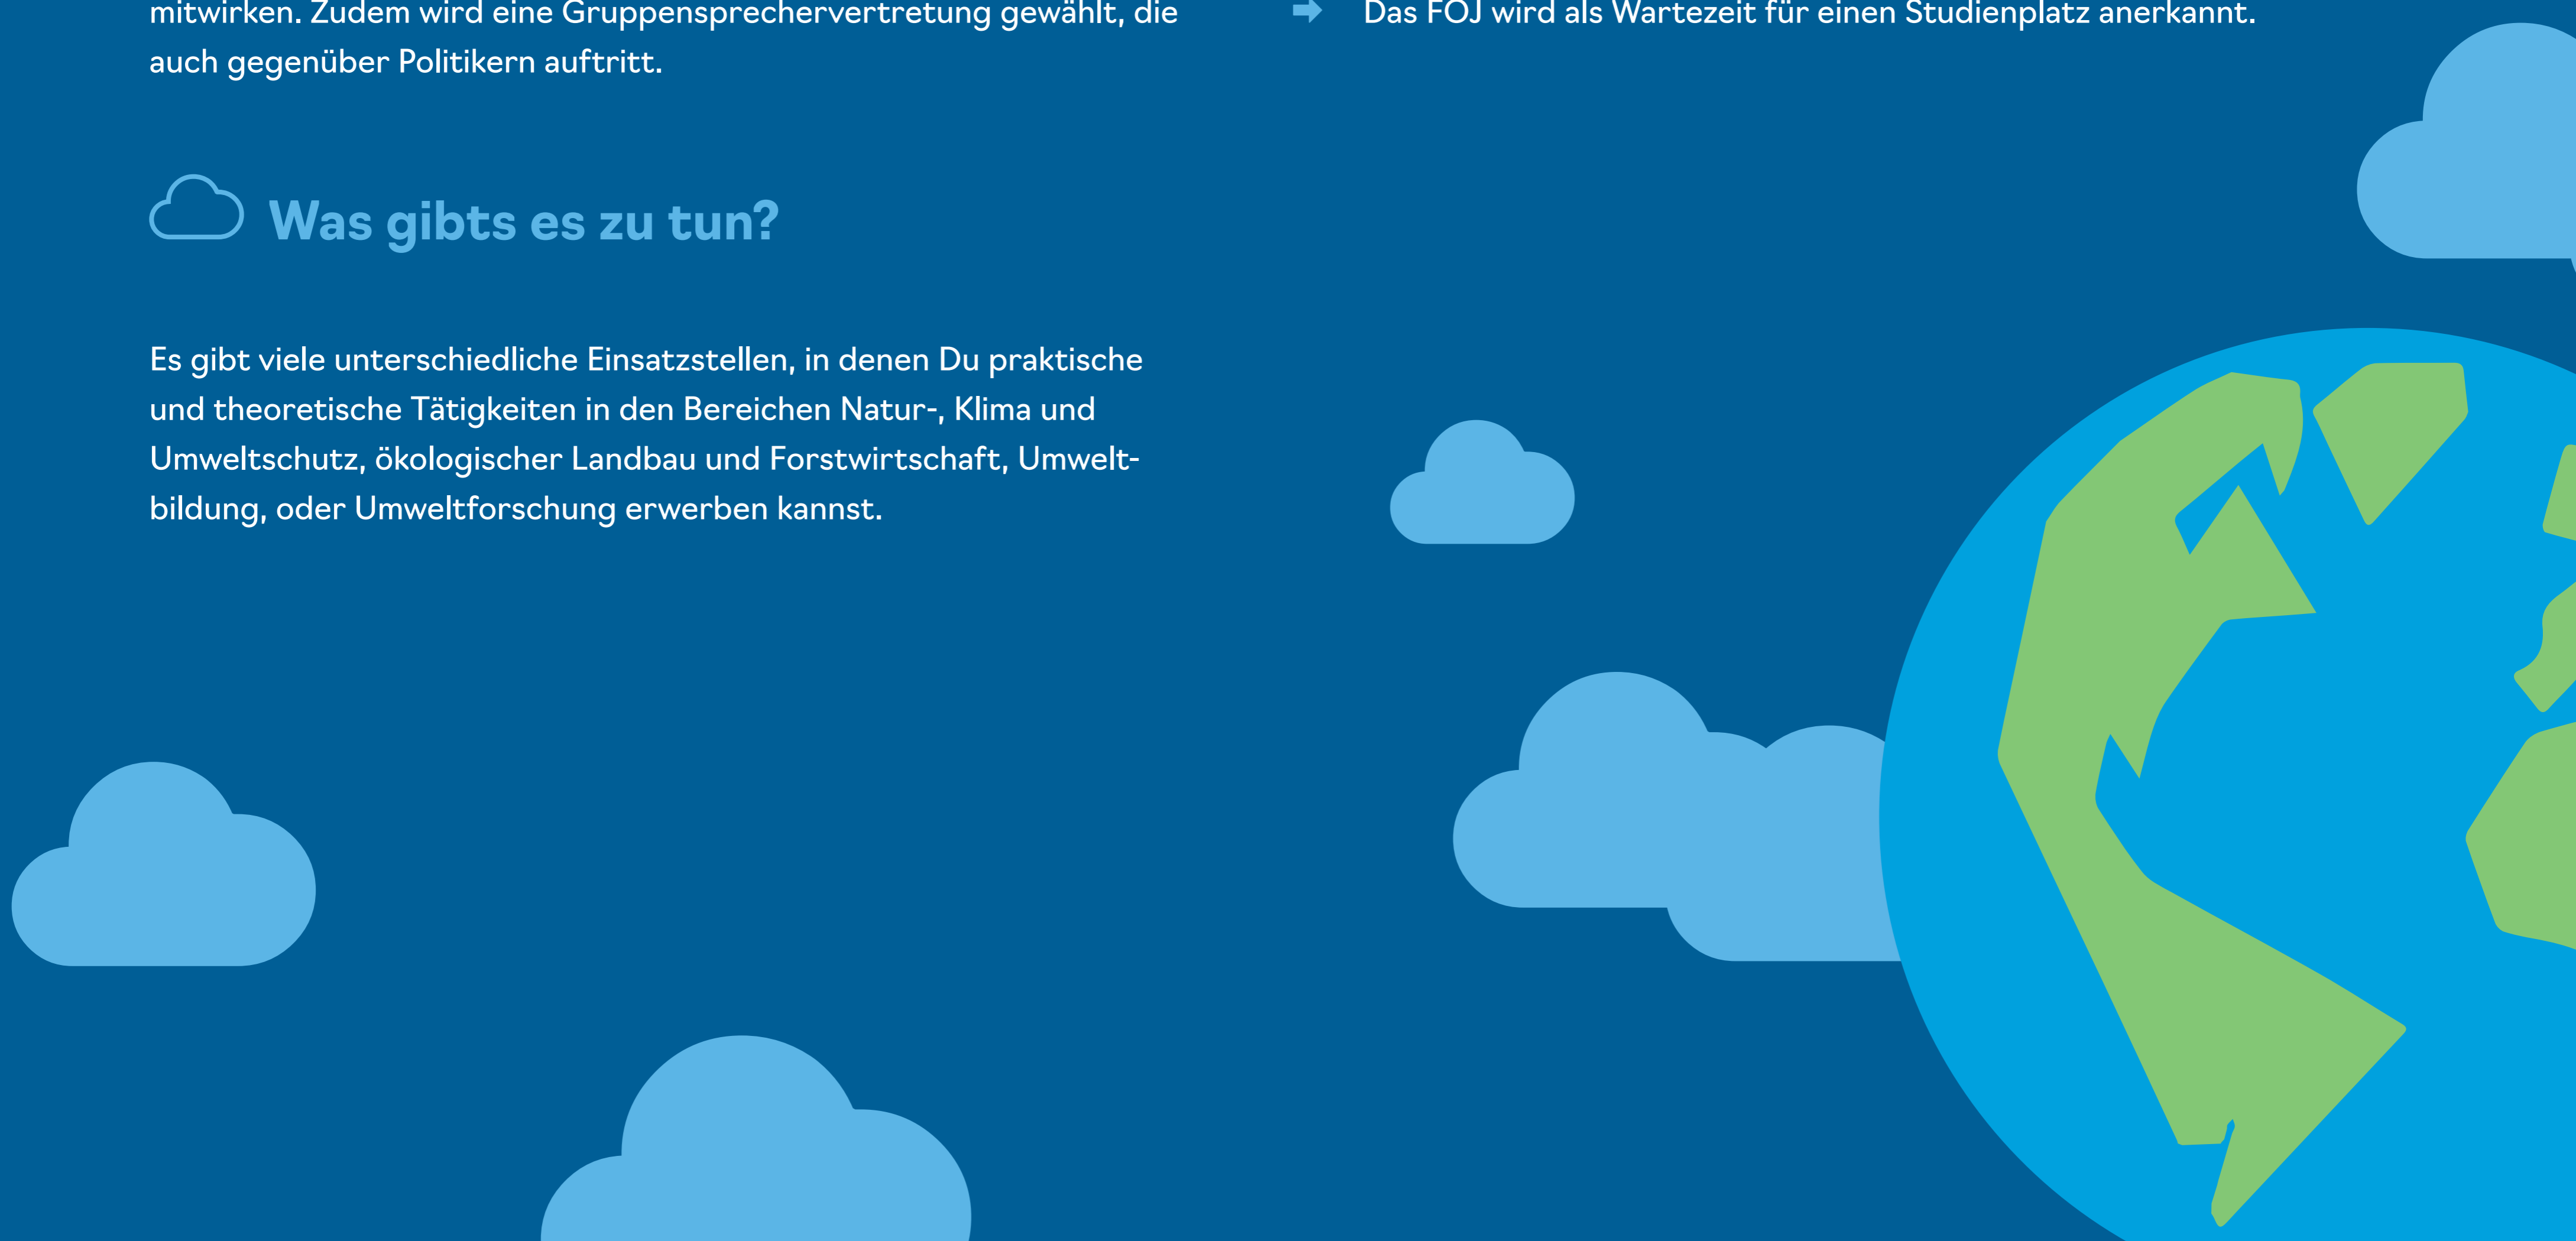 mitwirken. Zudem wird eine Gruppensprechervertretung gewählt, die
auch gegenüber Politikern auftritt.
Was gibts es zu tun?
Es gibt viele unterschiedliche Einsatzstellen, in denen Du praktische
und theoretische Tätigkeiten in den Bereichen Natur-, Klima und
Umweltschutz, ökologischer Landbau und Forstwirtschaft, Umwelt-
bildung, oder Umweltforschung erwerben kannst.
Das FÖJ wird als Wartezeit für einen Studienplatz anerkannt.